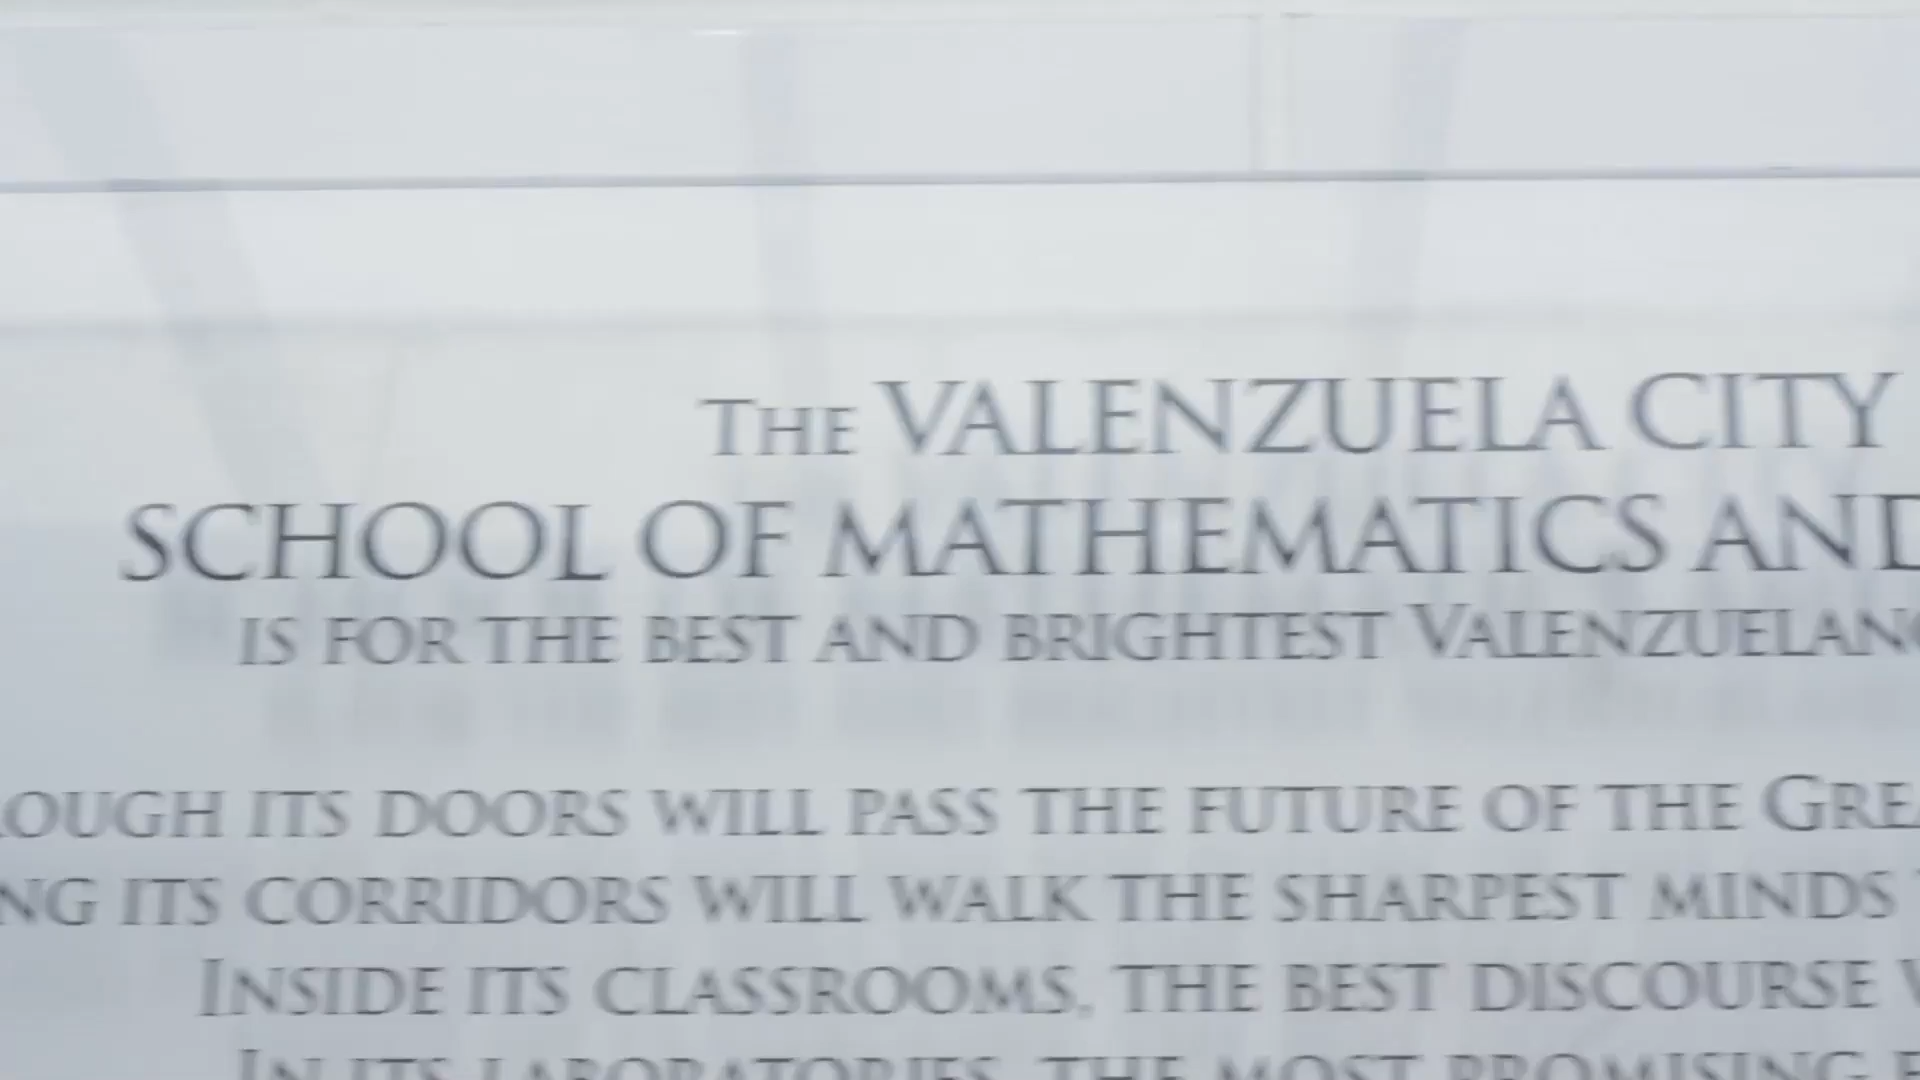 THE VALENZUELA CITY
SCHOOL OF MATHEMATICS AND
IS FOR THE BEST AND BRIGHTEST VALENZUELANO
ROUGH ITS DOORS WILL PASS THE FUTURE OF THE GREA
NG ITS CORRIDORS WILL WALK THE SHARPEST MINDS
INSIDE ITS CLASSROOMS, THE BEST DISCOURSE
IN ITS LABORATORIES, THE MOST PROMISING